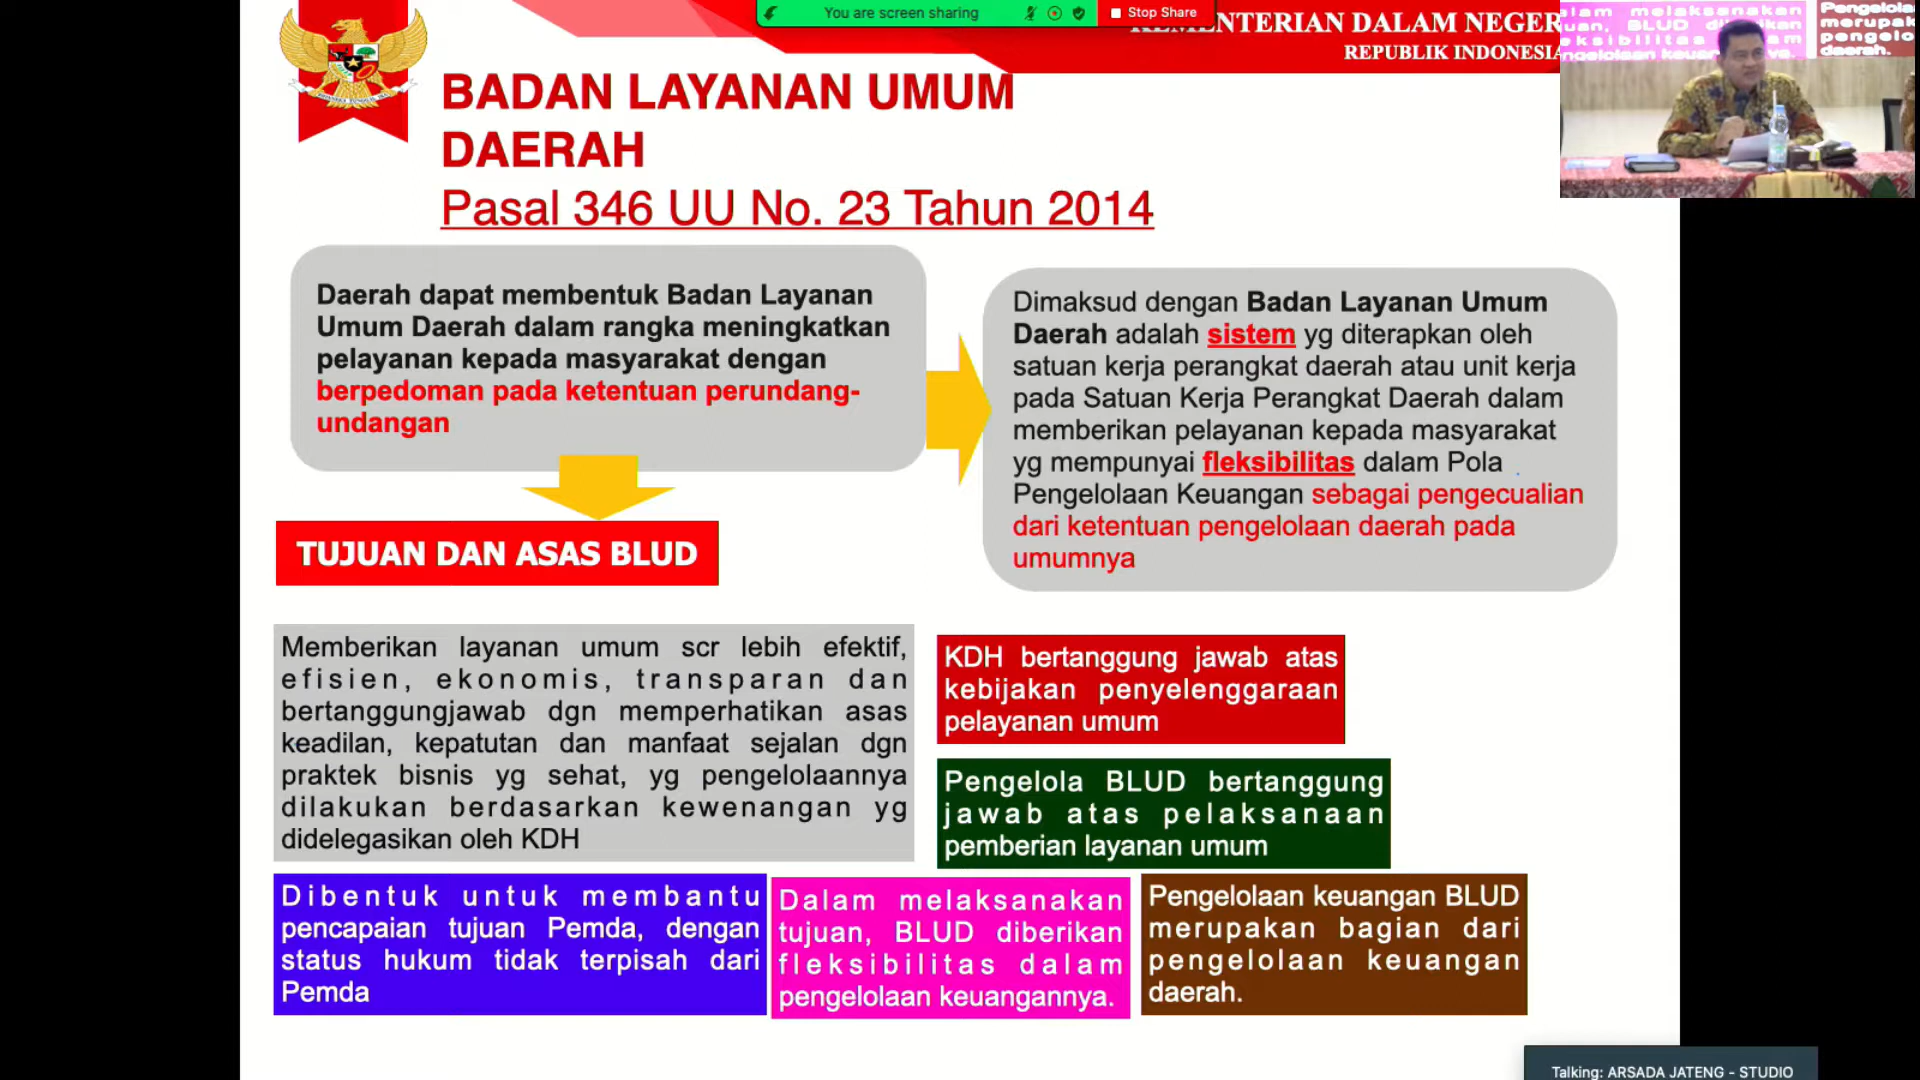 You are screen sharing
Stop Share
KEMENTERIAN DALAM NEGERI
REPUBLIK INDONESIA
BADAN LAYANAN UMUM
DAERAH
Pasal 346 UU No. 23 Tahun 2014
Daerah dapat membentuk Badan Layanan
Umum Daerah dalam rangka meningkatkan
pelayanan kepada masyarakat dengan
berpedoman pada ketentuan perundang-
undangan
Dimaksud dengan Badan Layanan Umum
Daerah adalah sistem yg diterapkan oleh
satuan kerja perangkat daerah atau unit kerja
pada Satuan Kerja Perangkat Daerah dalam
memberikan pelayanan kepada masyarakat
yg mempunyai fleksibilitas dalam Pola
Pengelolaan Keuangan sebagai pengecualian
dari ketentuan pengelolaan daerah pada
umumnya
TUJUAN DAN ASAS BLUD
Memberikan layanan umum scr lebih efektif,
efisien, ekonomis, transparan dan
bertanggungjawab dgn memperhatikan asas
keadilan, kepatutan dan manfaat sejalan dgn
praktek bisnis yg sehat, yg pengelolaannya
dilakukan berdasarkan kewenangan yg
didelegasikan oleh KDH
KDH bertanggung jawab atas
kebijakan penyelenggaraan
pelayanan umum
Pengelola BLUD bertanggung
jawab atas pelaksanaan
pemberian layanan umum
Dibentuk untuk membantu
pencapaian tujuan Pemda, dengan
status hukum tidak terpisah dari
Pemda
Dalam melaksanakan
tujuan, BLUD diberikan
fleksibilitas dalam
pengelolaan keuangannya.
Pengelolaan keuangan BLUD
merupakan bagian dari
pengelolaan keuangan
daerah.
Talking: ARSADA JATENG - STUDIO